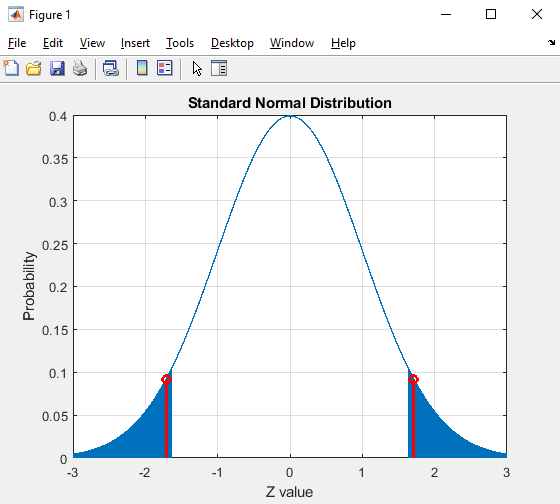 Figure 1
File Edit View Insert Tools Desktop Window Help
Standard Normal Distribution
0.4
0.35
0.3
0.25
0.2
0.15
0.1
0.05
0
Probability
-3 -2 -1 0 1 2 3
Z value